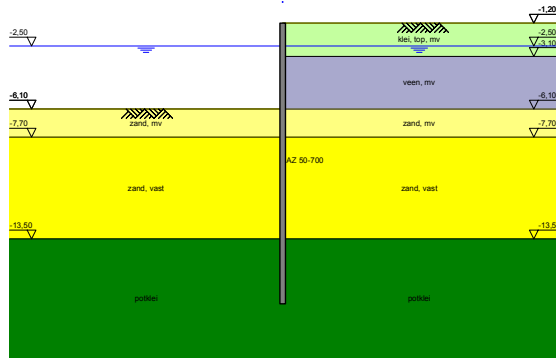 -1,20
-2,50
klei, top, mv
-2,50
-3,10
veen, mv
-6,10
-6,10
zand, mv
zand, mv
-7,70
-7,70
AZ 50-700
zand, vast
zand, vast
-13,50
-13,5
potklei
potklei